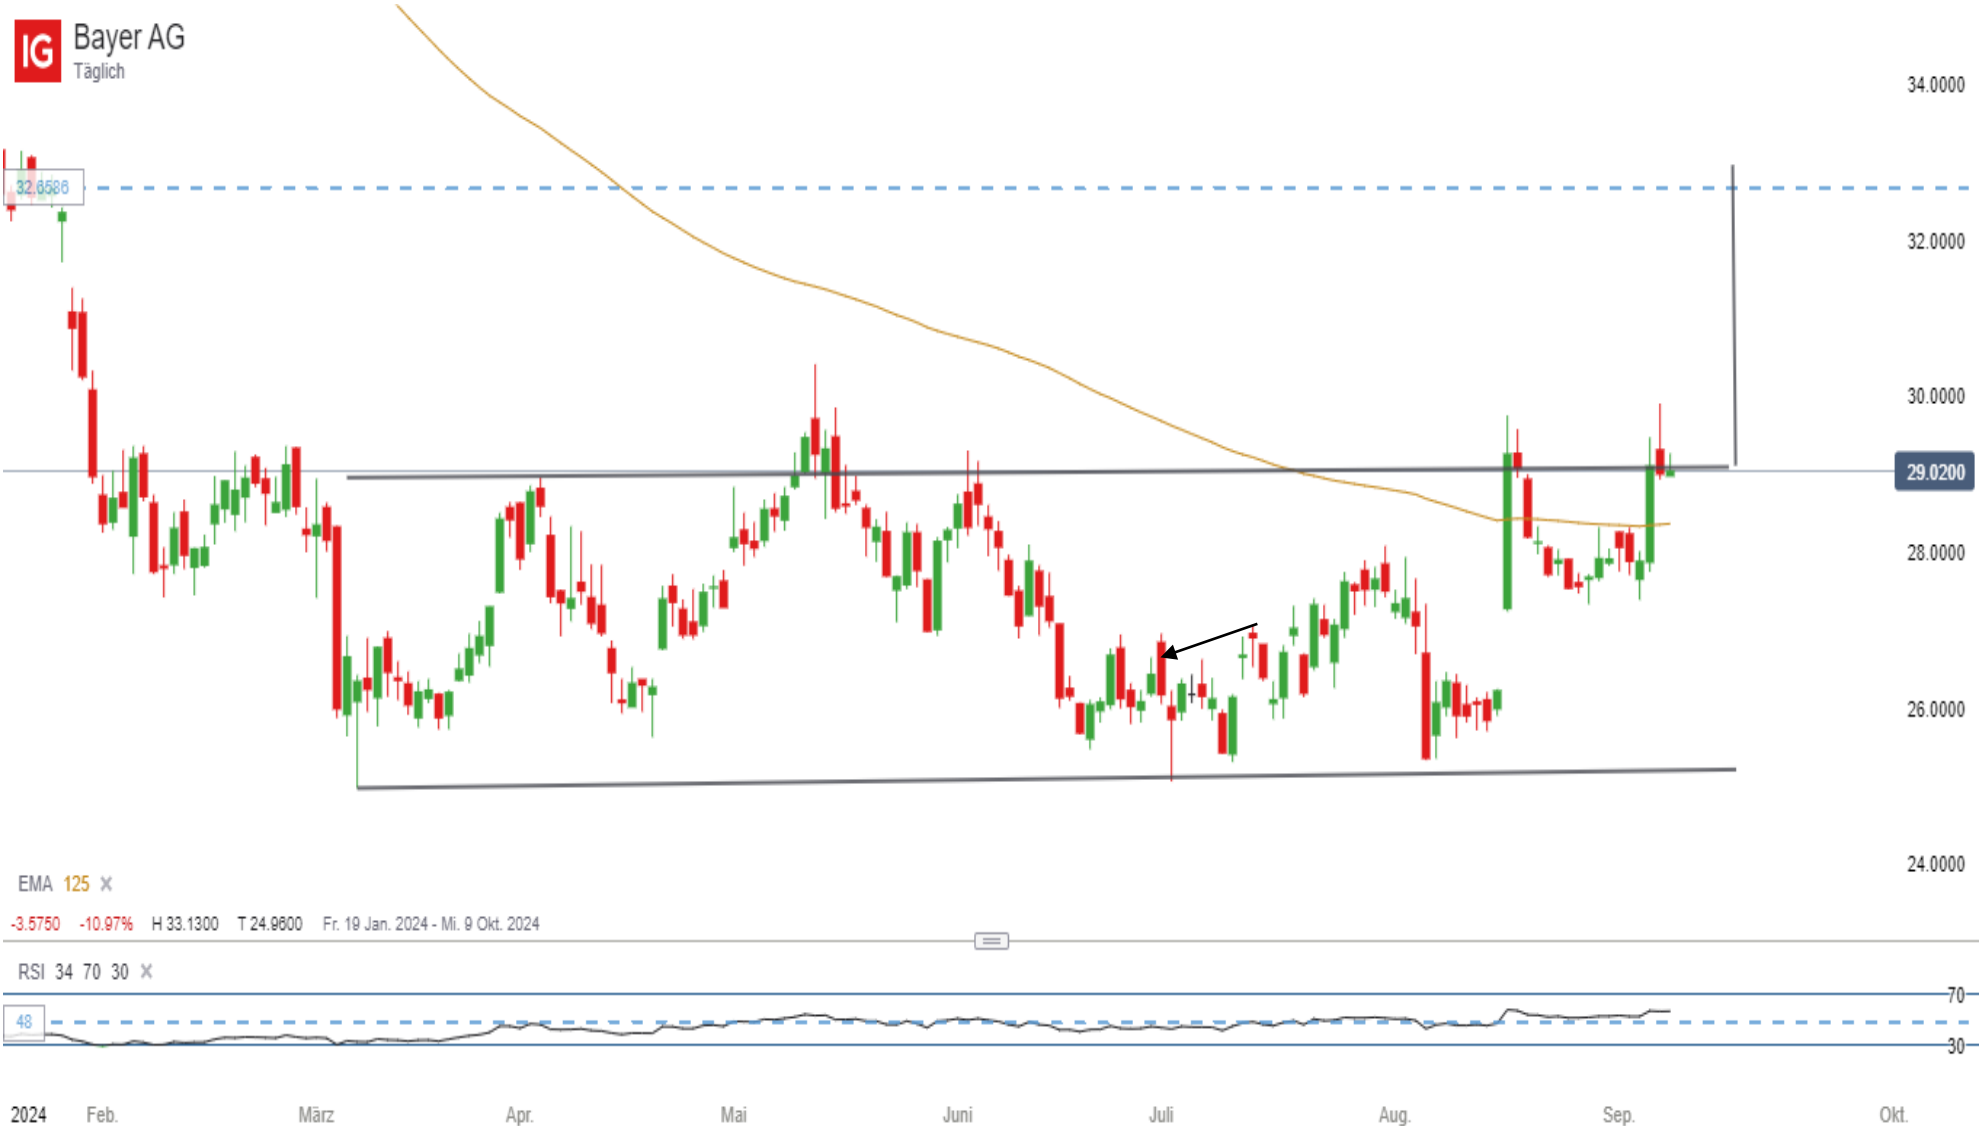 IG
Bayer AG
Täglich
34.0000
32.6586
32.0000
30.0000
29.0200
28.0000
26.0000
24.0000
EMA 125
-3.5750 -10.97% H 33.1300 T 24.9600 Fr. 19 Jan. 2024 - Mi. 9 Okt. 2024
RSI 34 70 30
70
48
30
2024 Feb. März Apr. Mai Juni Juli Aug. Sep. Okt.